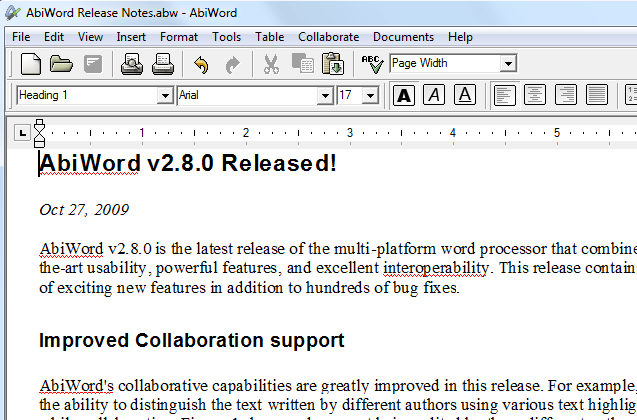 AbiWord Release Notes.abw - AbiWord
File Edit View Insert Format Tools Table Collaborate Documents Help
ABC Page Width
Heading 1 Arial 17 A A A
L 1 2 3 4 5
AbiWord v2.8.0 Released!
Oct 27, 2009
AbiWord v2.8.0 is the latest release of the multi-platform word processor that combine
the-art usability, powerful features, and excellent interoperability. This release contain
of exciting new features in addition to hundreds of bug fixes.
Improved Collaboration support
AbiWord's collaborative capabilities are greatly improved in this release. For example,
the ability to distinguish the text written by different authors using various text highlig